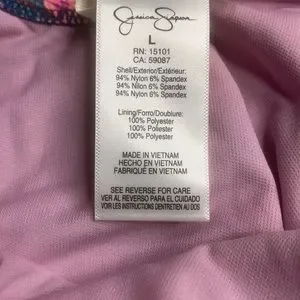 Jessica Simpson
L
RN: 15101
CA: 59087
Shell/Exterior/Extérieur:
94% Nylon 6% Spandex
94% Nilon 6% Spandex
94% Nylon 6% Spandex
Lining/Forro/Doublure:
100% Polyester
100% Poliéster
100% Polyester
MADE IN VIETNAM
HECHO EN VIETNAM
FABRIQUÉ EN VIETNAM
SEE REVERSE FOR CARE
VER AL REVERSO PARA EL CUIDADO
VOIR LES INSTRUCTIONS D'ENTRETIEN AU DOS